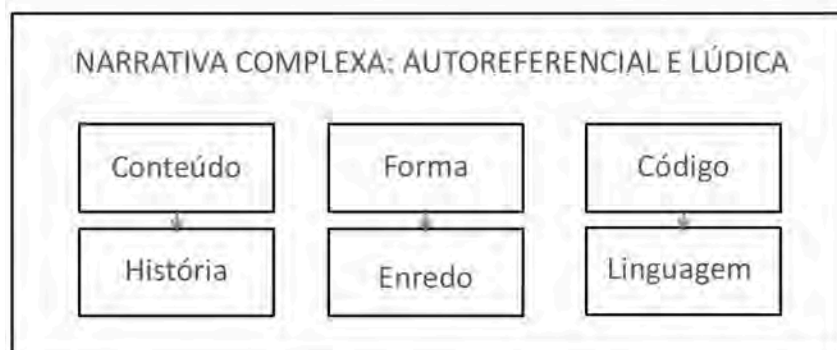 NARRATIVA COMPLEXA: AUTOREFERENCIAL E LÚDICA
Conteúdo
Forma
Código
História
Enredo
Linguagem